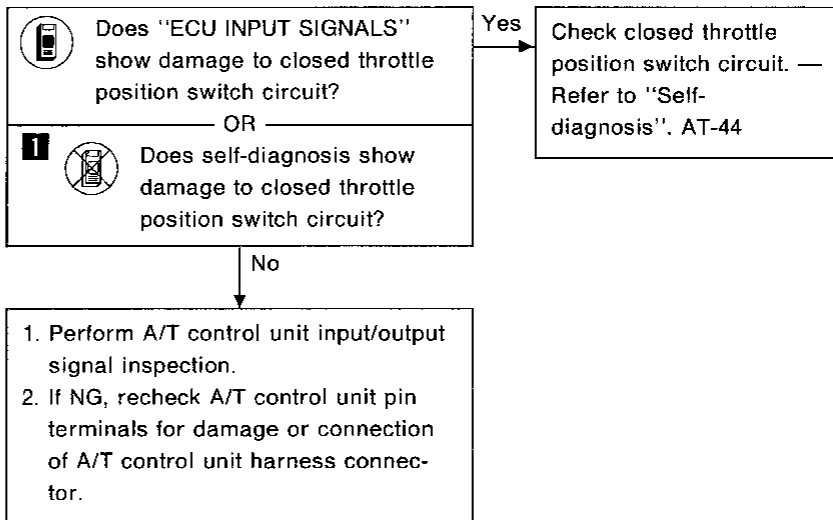 Does "ECU INPUT SIGNALS"
show damage to closed throttle
position switch circuit?
OR
1
Does self-diagnosis show
damage to closed throttle
position switch circuit?
Yes
Check closed throttle
position switch circuit. —
Refer to "Self-
diagnosis". AT-44
No
1. Perform A/T control unit input/output
signal inspection.
2. If NG, recheck A/T control unit pin
terminals for damage or connection
of A/T control unit harness connec-
tor.